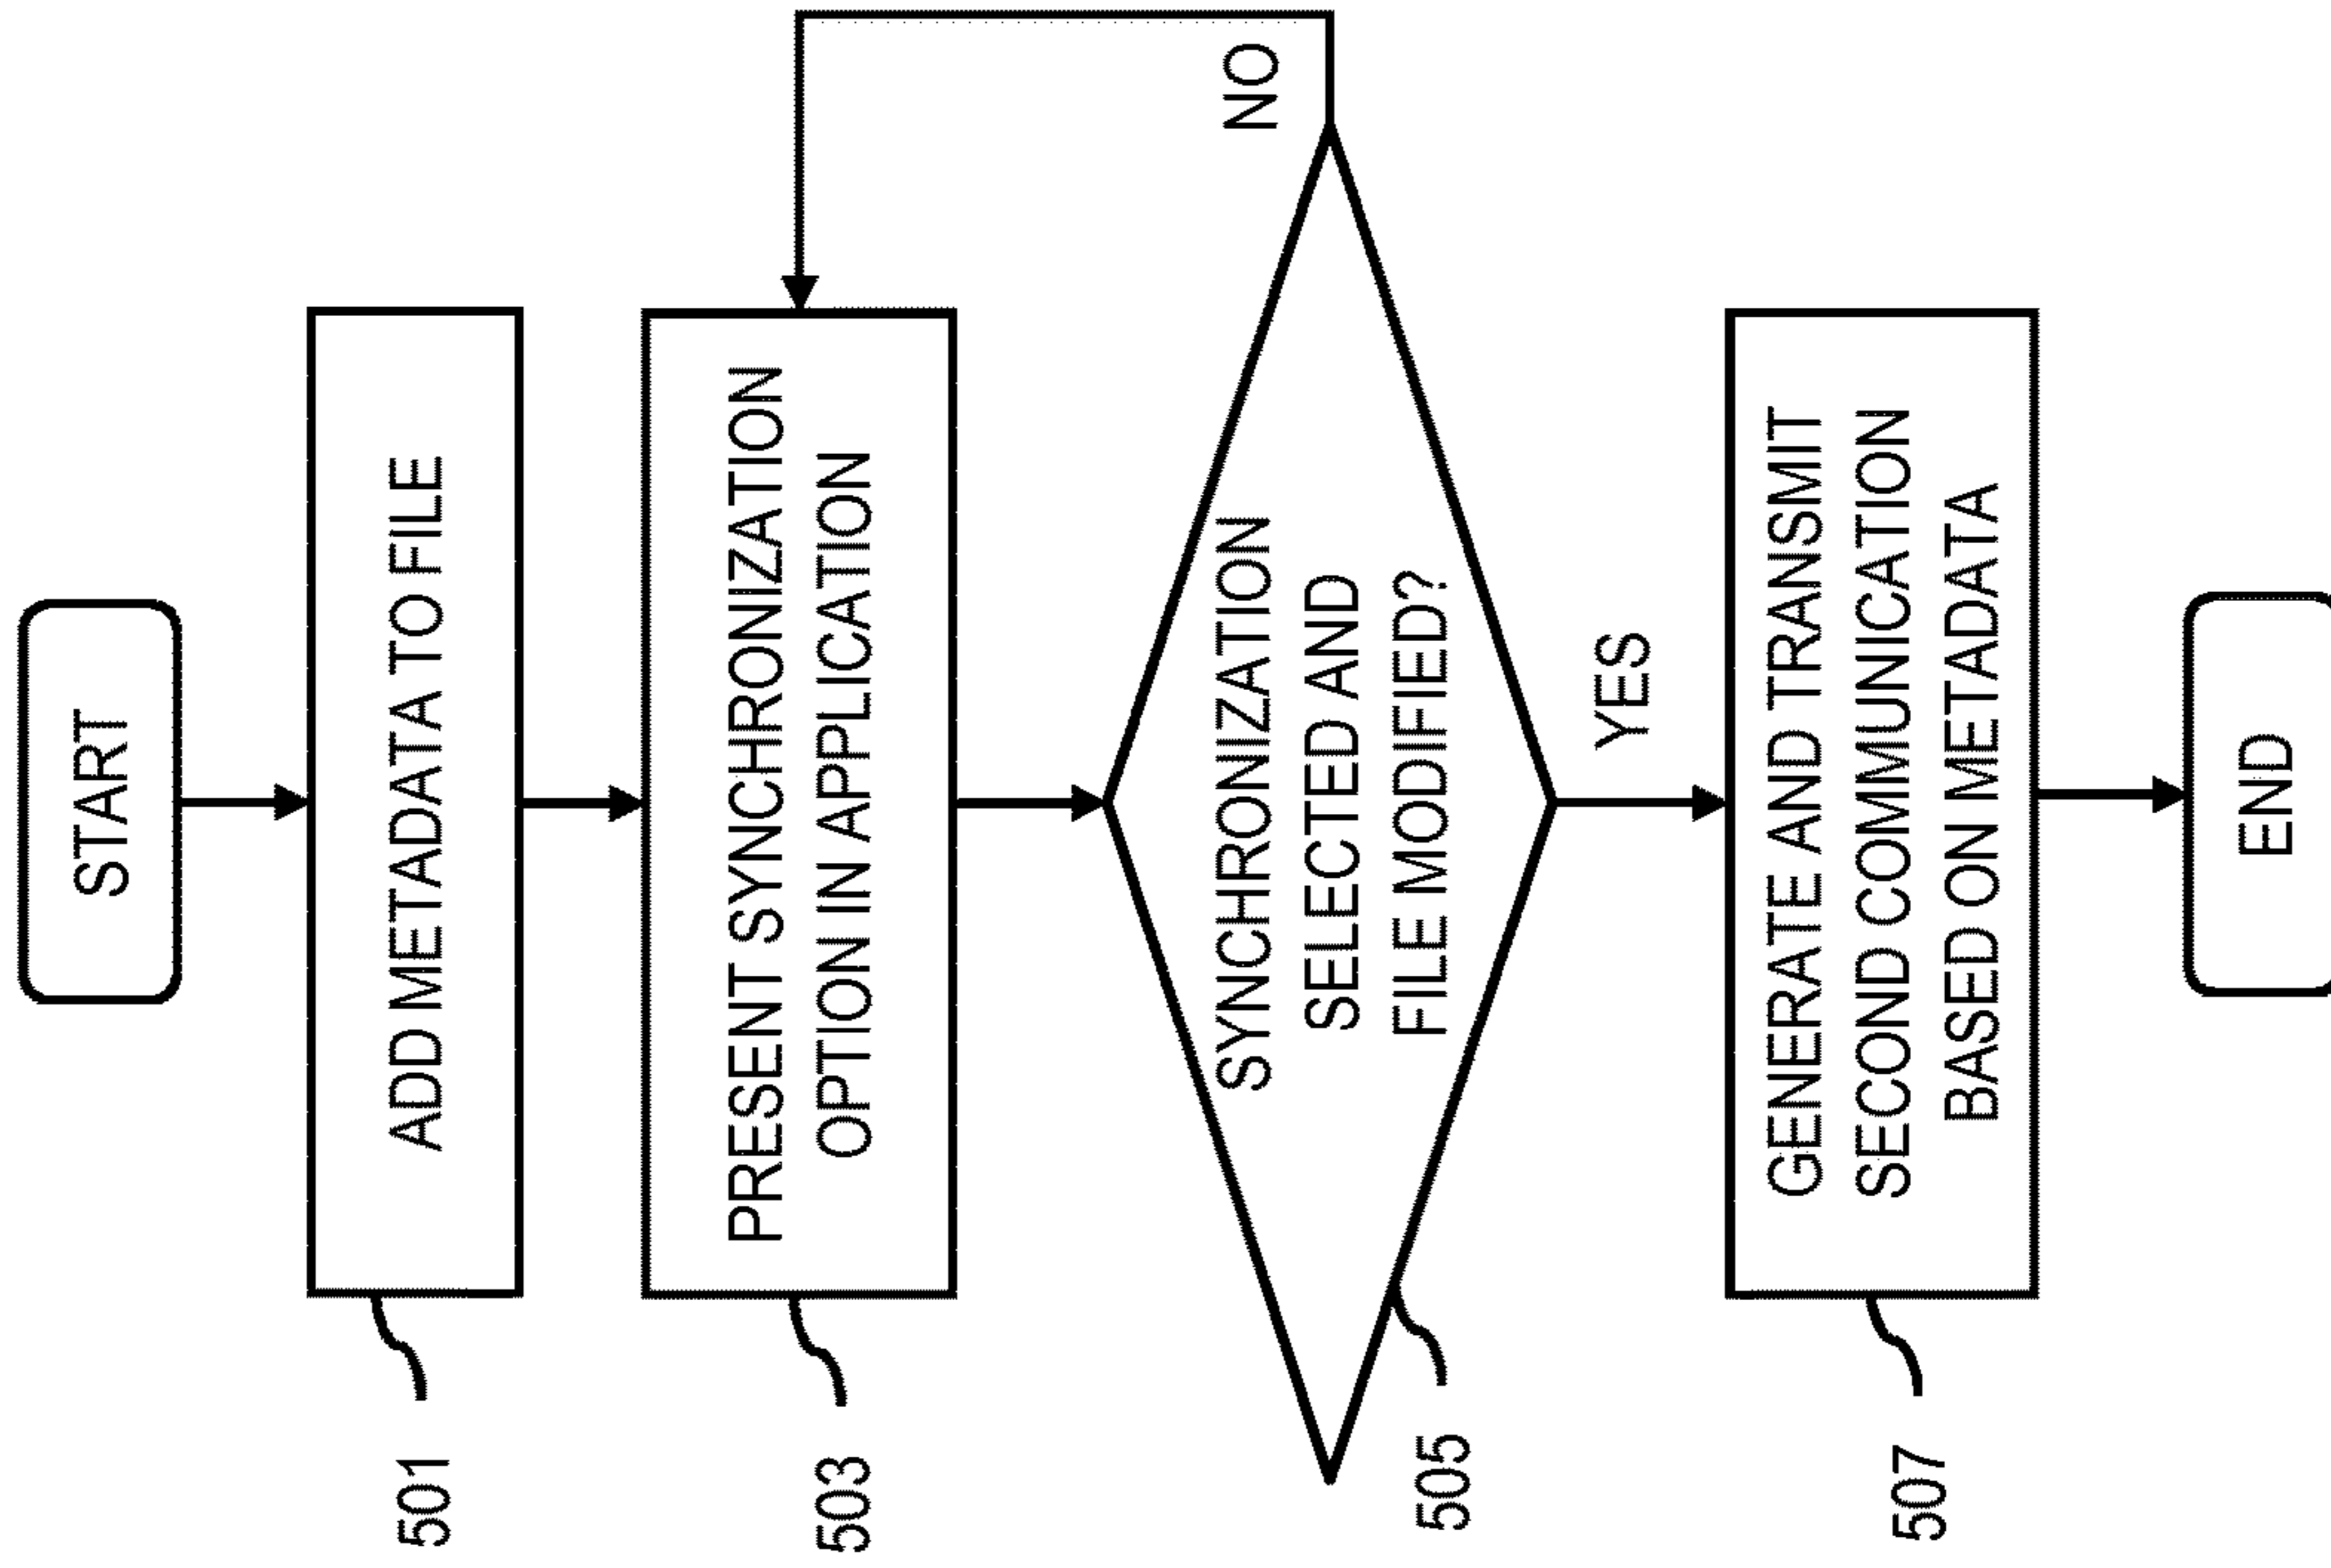 START
501
ADD METADATA TO FILE
503
PRESENT SYNCHRONIZATION
OPTION IN APPLICATION
505
SYNCHRONIZATION
SELECTED AND
FILE MODIFIED?
NO
YES
507
GENERATE AND TRANSMIT
SECOND COMMUNICATION
BASED ON METADATA
END